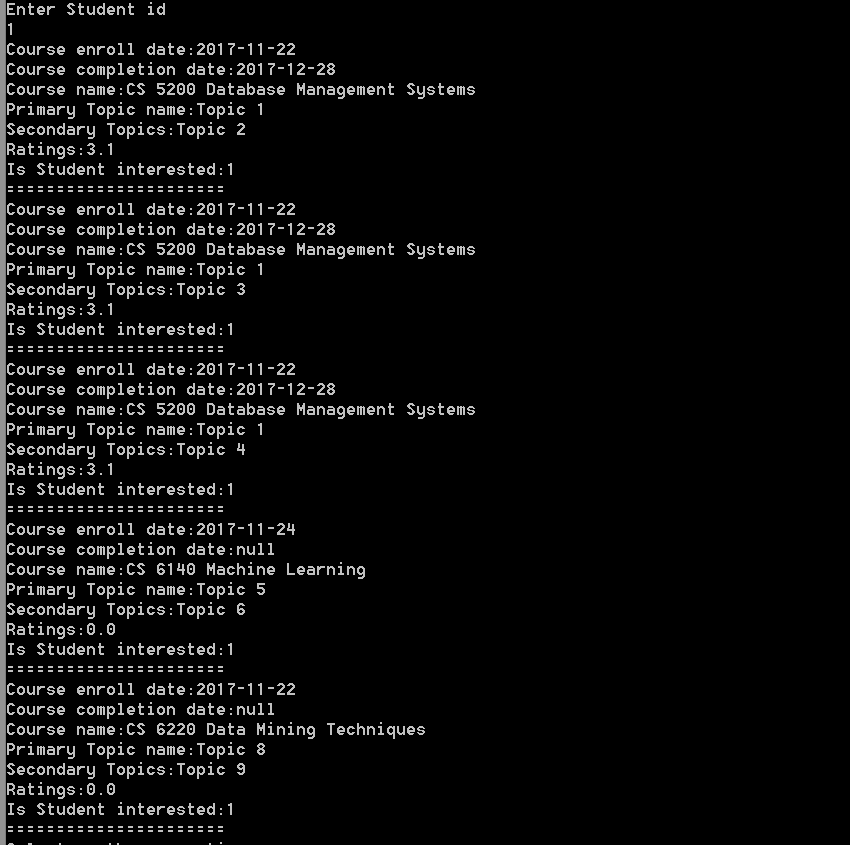 Enter Student id
1
Course enroll date:2017-11-22
Course completion date:2017-12-28
Course name:CS 5200 Database Management Systems
Primary Topic name:Topic 1
Secondary Topics:Topic 2
Ratings:3.1
Is Student interested:1
======================
Course enroll date:2017-11-22
Course completion date:2017-12-28
Course name:CS 5200 Database Management Systems
Primary Topic name:Topic 1
Secondary Topics:Topic 3
Ratings:3.1
Is Student interested:1
======================
Course enroll date:2017-11-22
Course completion date:2017-12-28
Course name:CS 5200 Database Management Systems
Primary Topic name:Topic 1
Secondary Topics:Topic 4
Ratings:3.1
Is Student interested:1
======================
Course enroll date:2017-11-24
Course completion date:null
Course name:CS 6140 Machine Learning
Primary Topic name:Topic 5
Secondary Topics:Topic 6
Ratings:0.0
Is Student interested:1
======================
Course enroll date:2017-11-22
Course completion date:null
Course name:CS 6220 Data Mining Techniques
Primary Topic name:Topic 8
Secondary Topics:Topic 9
Ratings:0.0
Is Student interested:1
======================